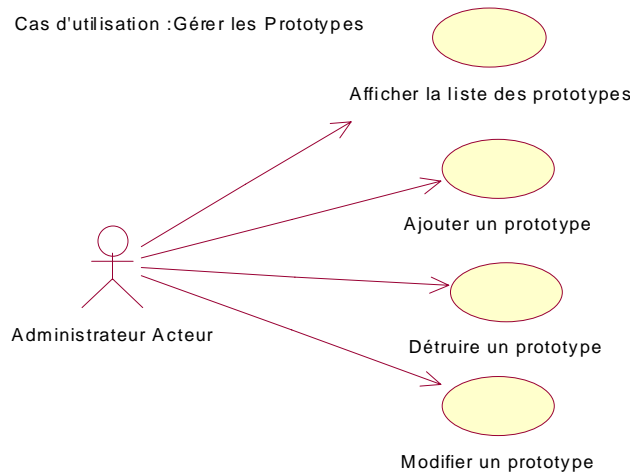 Cas d'utilisation :Gérer les Prototypes
Afficher la liste des prototypes
Ajouter un prototype
Administrateur Acteur
Détruire un prototype
Modifier un prototype